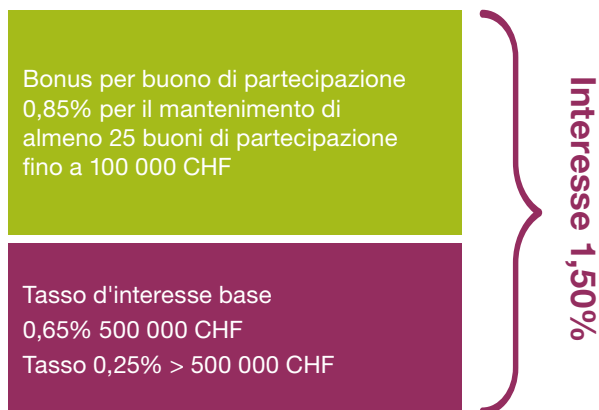 Bonus per buono di partecipazione
0,85% per il mantenimento di
almeno 25 buoni di partecipazione
fino a 100 000 CHF
Tasso d'interesse base
0,65% 500 000 CHF
Tasso 0,25% > 500 000 CHF
Interesse 1,50%